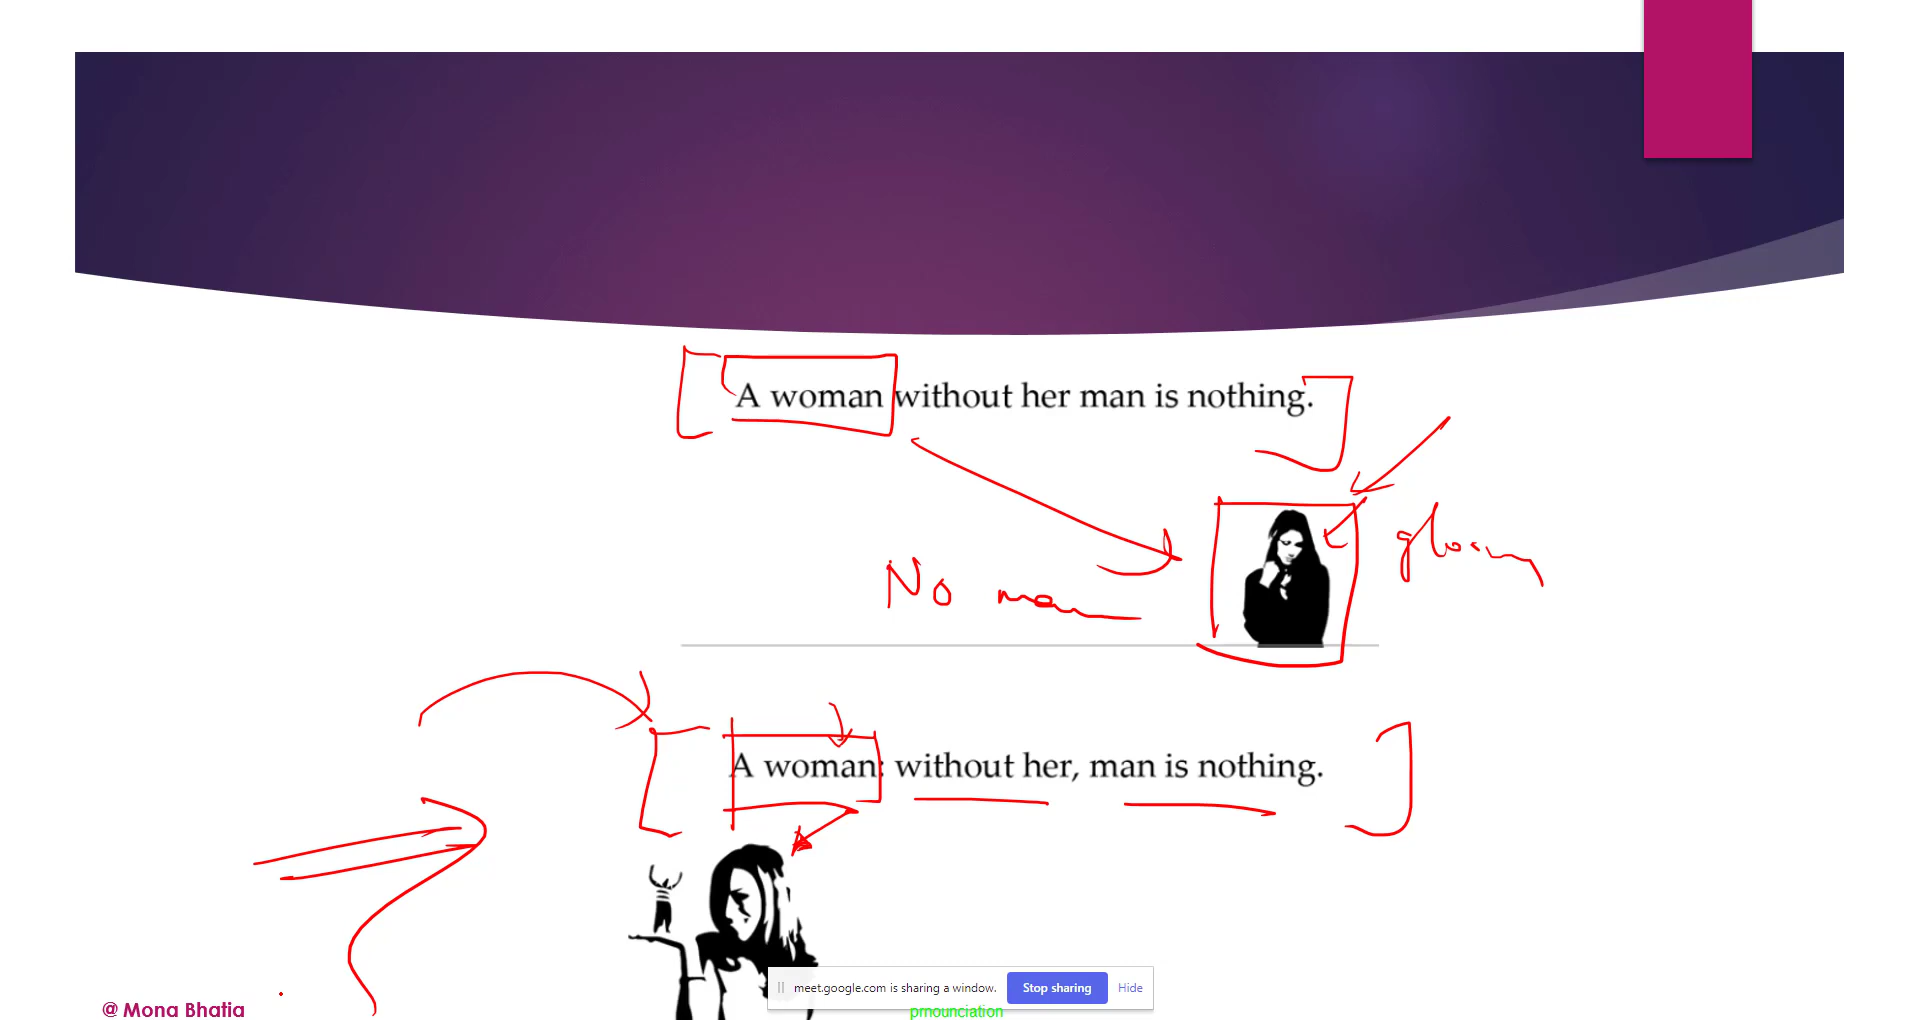 A woman without her man is nothing.
No man
A woman: without her, man is nothing.
meet.google.com is sharing a window. Stop sharing Hide
@ Mona Bhatia
prnounciation